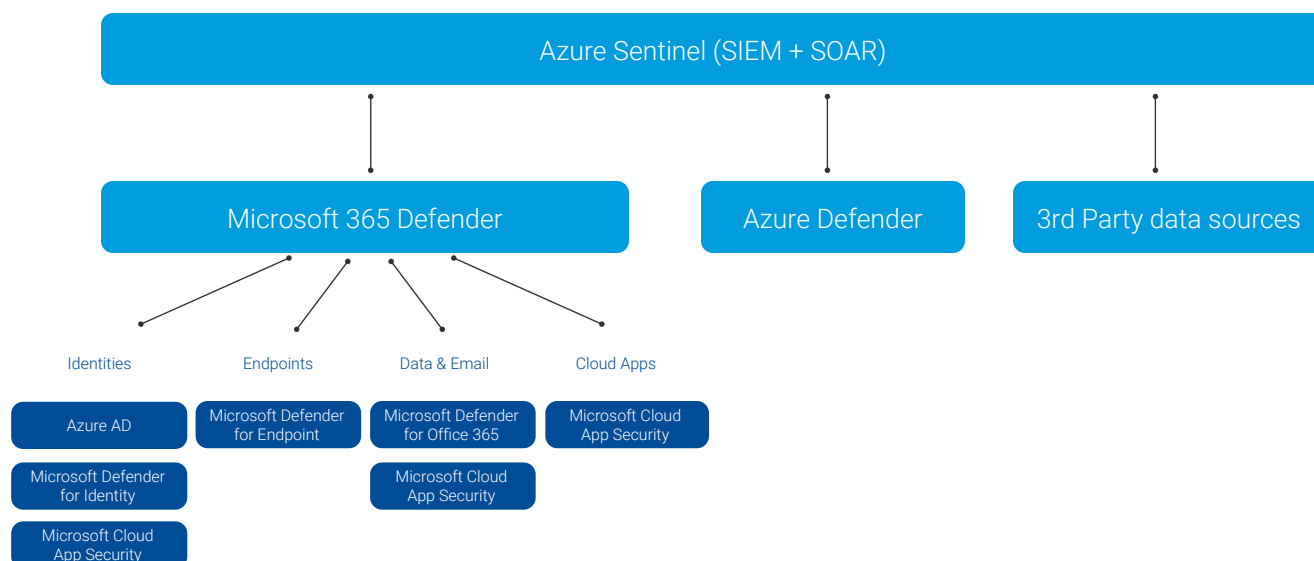 Azure Sentinel (SIEM + SOAR)
Microsoft 365 Defender
Azure Defender
3rd Party data sources
Identities
Endpoints
Data & Email
Cloud Apps
Azure AD
Microsoft Defender
for Endpoint
Microsoft Defender
for Office 365
Microsoft Cloud
App Security
Microsoft Defender
for Identity
Microsoft Cloud
App Security
Microsoft Cloud
App Security